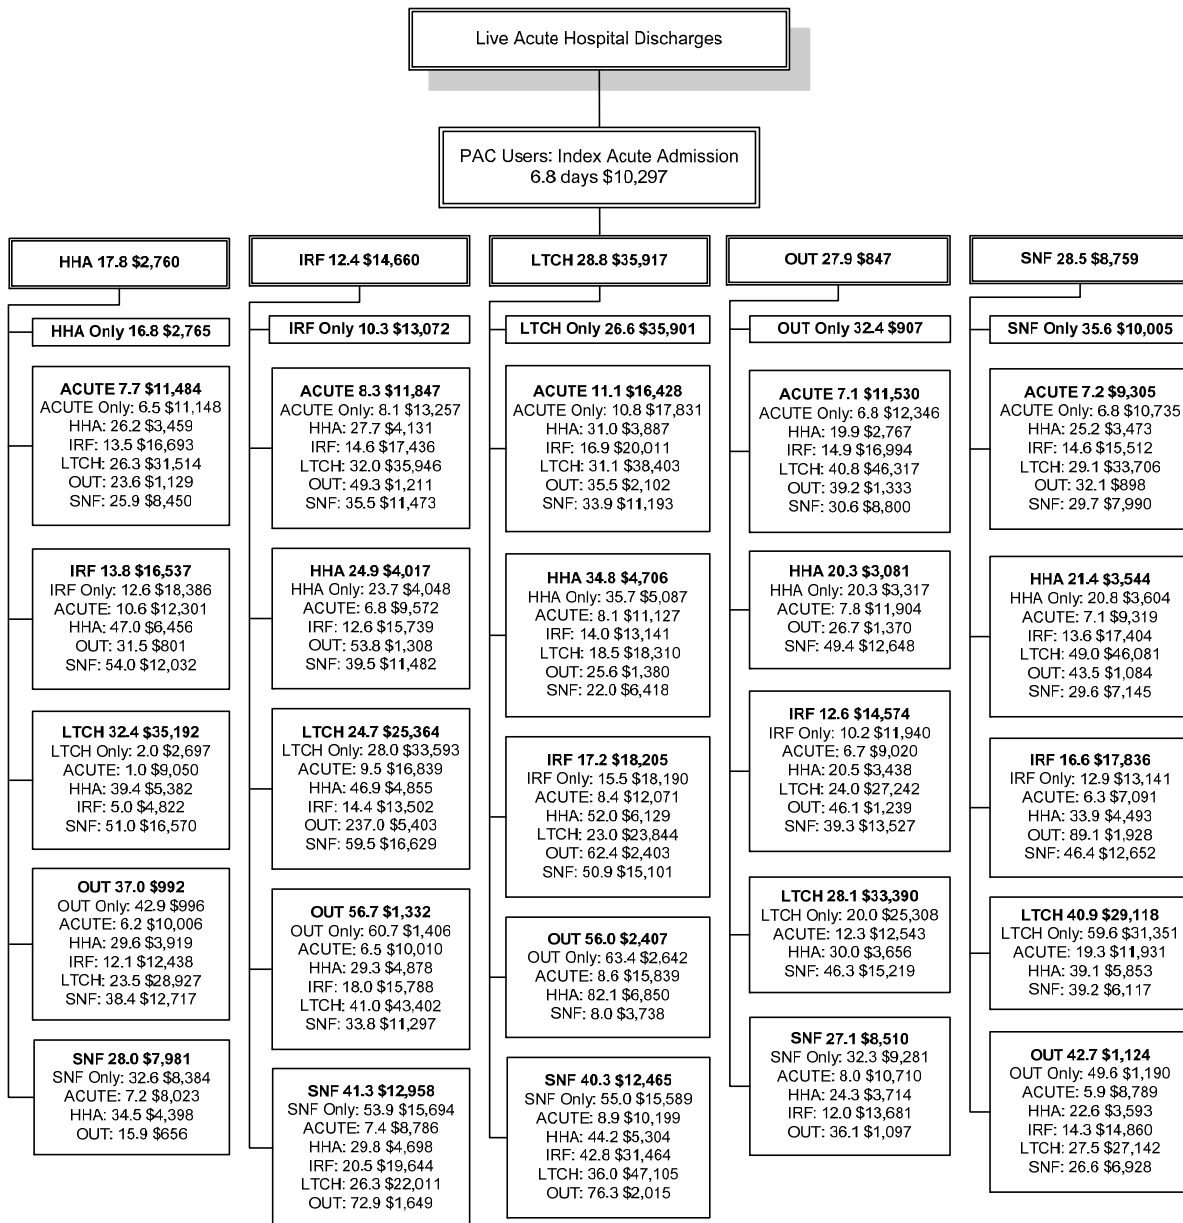 Live Acute Hospital Discharges
PAC Users: Index Acute Admission
6.8 days $10,297
HHA 17.8 $2,760
HHA Only 16.8 $2,765
ACUTE 7.7 $11,484
ACUTE Only: 6.5 $11,148
HHA: 26.2 $3,459
IRF: 13.5 $16,693
LTCH: 26.3 $31,514
OUT: 23.6 $1,129
SNF: 25.9 $8,450
IRF 13.8 $16,537
IRF Only: 12.6 $18,386
ACUTE: 10.6 $12,301
HHA: 47.0 $6,456
OUT: 31.5 $801
SNF: 54.0 $12,032
LTCH 32.4 $35,192
LTCH Only: 2.0 $2,697
ACUTE: 1.0 $9,050
HHA: 39.4 $5,382
IRF: 5.0 $4,822
SNF: 51.0 $16,570
OUT 37.0 $992
OUT Only: 42.9 $996
ACUTE: 6.2 $10,006
HHA: 29.6 $3,919
IRF: 12.1 $12,438
LTCH: 23.5 $28,927
SNF: 38.4 $12,717
SNF 28.0 $7,981
SNF Only: 32.6 $8,384
ACUTE: 7.2 $8,023
HHA: 34.5 $4,398
OUT: 15.9 $656
IRF 12.4 $14,660
IRF Only 10.3 $13,072
ACUTE 8.3 $11,847
ACUTE Only: 8.1 $13,257
HHA: 27.7 $4,131
IRF: 14.6 $17,436
LTCH: 32.0 $35,946
OUT: 49.3 $1,211
SNF: 35.5 $11,473
HHA 24.9 $4,017
HHA Only: 23.7 $4,048
ACUTE: 6.8 $9,572
IRF: 12.6 $15,739
OUT: 53.8 $1,308
SNF: 39.5 $11,482
LTCH 24.7 $25,364
LTCH Only: 28.0 $33,593
ACUTE: 9.5 $16,839
HHA: 46.9 $4,855
IRF: 14.4 $13,502
OUT: 237.0 $5,403
SNF: 59.5 $16,629
OUT 56.7 $1,332
OUT Only: 60.7 $1,406
ACUTE: 6.5 $10,010
HHA: 29.3 $4,878
IRF: 18.0 $15,788
LTCH: 41.0 $43,402
SNF: 33.8 $11,297
SNF 41.3 $12,958
SNF Only: 53.9 $15,694
ACUTE: 7.4 $8,786
HHA: 29.8 $4,698
IRF: 20.5 $19,644
LTCH: 26.3 $22,011
OUT: 72.9 $1,649
LTCH 28.8 $35,917
LTCH Only 26.6 $35,901
ACUTE 11.1 $16,428
ACUTE Only: 10.8 $17,831
HHA: 31.0 $3,887
IRF: 16.9 $20,011
LTCH: 31.1 $38,403
OUT: 35.5 $2,102
SNF: 33.9 $11,193
HHA 34.8 $4,706
HHA Only: 35.7 $5,087
ACUTE: 8.1 $11,127
IRF: 14.0 $13,141
LTCH: 18.5 $18,310
OUT: 25.6 $1,380
SNF: 22.0 $6,418
IRF 17.2 $18,205
IRF Only: 15.5 $18,190
ACUTE: 8.4 $12,071
HHA: 52.0 $6,129
LTCH: 23.0 $23,844
OUT: 62.4 $2,403
SNF: 50.9 $15,101
OUT 56.0 $2,407
OUT Only: 63.4 $2,642
ACUTE: 8.6 $15,839
HHA: 82.1 $6,850
SNF: 8.0 $3,738
SNF 40.3 $12,465
SNF Only: 55.0 $15,589
ACUTE: 8.9 $10,199
HHA: 44.2 $5,304
IRF: 42.8 $31,464
LTCH: 36.0 $47,105
OUT: 76.3 $2,015
OUT 27.9 $847
OUT Only 32.4 $907
ACUTE 7.1 $11,530
ACUTE Only: 6.8 $12,346
HHA: 19.9 $2,767
IRF: 14.9 $16,994
LTCH: 40.8 $46,317
OUT: 39.2 $1,333
SNF: 30.6 $8,800
HHA 20.3 $3,081
HHA Only: 20.3 $3,317
ACUTE: 7.8 $11,904
OUT: 26.7 $1,370
SNF: 49.4 $12,648
IRF 12.6 $14,574
IRF Only: 10.2 $11,940
ACUTE: 6.7 $9,020
HHA: 20.5 $3,438
LTCH: 24.0 $27,242
OUT: 46.1 $1,239
SNF: 39.3 $13,527
LTCH 28.1 $33,390
LTCH Only: 20.0 $25,308
ACUTE: 12.3 $12,543
HHA: 30.0 $3,656
SNF: 46.3 $15,219
SNF 27.1 $8,510
SNF Only: 32.3 $9,281
ACUTE: 8.0 $10,710
HHA: 24.3 $3,714
IRF: 12.0 $13,681
OUT: 36.1 $1,097
SNF 28.5 $8,759
SNF Only 35.6 $10,005
ACUTE 7.2 $9,305
ACUTE Only: 6.8 $10,735
HHA: 25.2 $3,473
IRF: 14.6 $15,512
LTCH: 29.1 $33,706
OUT: 32.1 $898
SNF: 29.7 $7,990
HHA 21.4 $3,544
HHA Only: 20.8 $3,604
ACUTE: 7.1 $9,319
IRF: 13.6 $17,404
LTCH: 49.0 $46,081
OUT: 43.5 $1,084
SNF: 29.6 $7,145
IRF 16.6 $17,836
IRF Only: 12.9 $13,141
ACUTE: 6.3 $7,091
HHA: 33.9 $4,493
OUT: 89.1 $1,928
SNF: 46.4 $12,652
LTCH 40.9 $29,118
LTCH Only: 59.6 $31,351
ACUTE: 19.3 $11,931
HHA: 39.1 $5,853
SNF: 39.2 $6,117
OUT 42.7 $1,124
OUT Only: 49.6 $1,190
ACUTE: 5.9 $8,789
HHA: 22.6 $3,593
IRF: 14.3 $14,860
LTCH: 27.5 $27,142
SNF: 26.6 $6,928